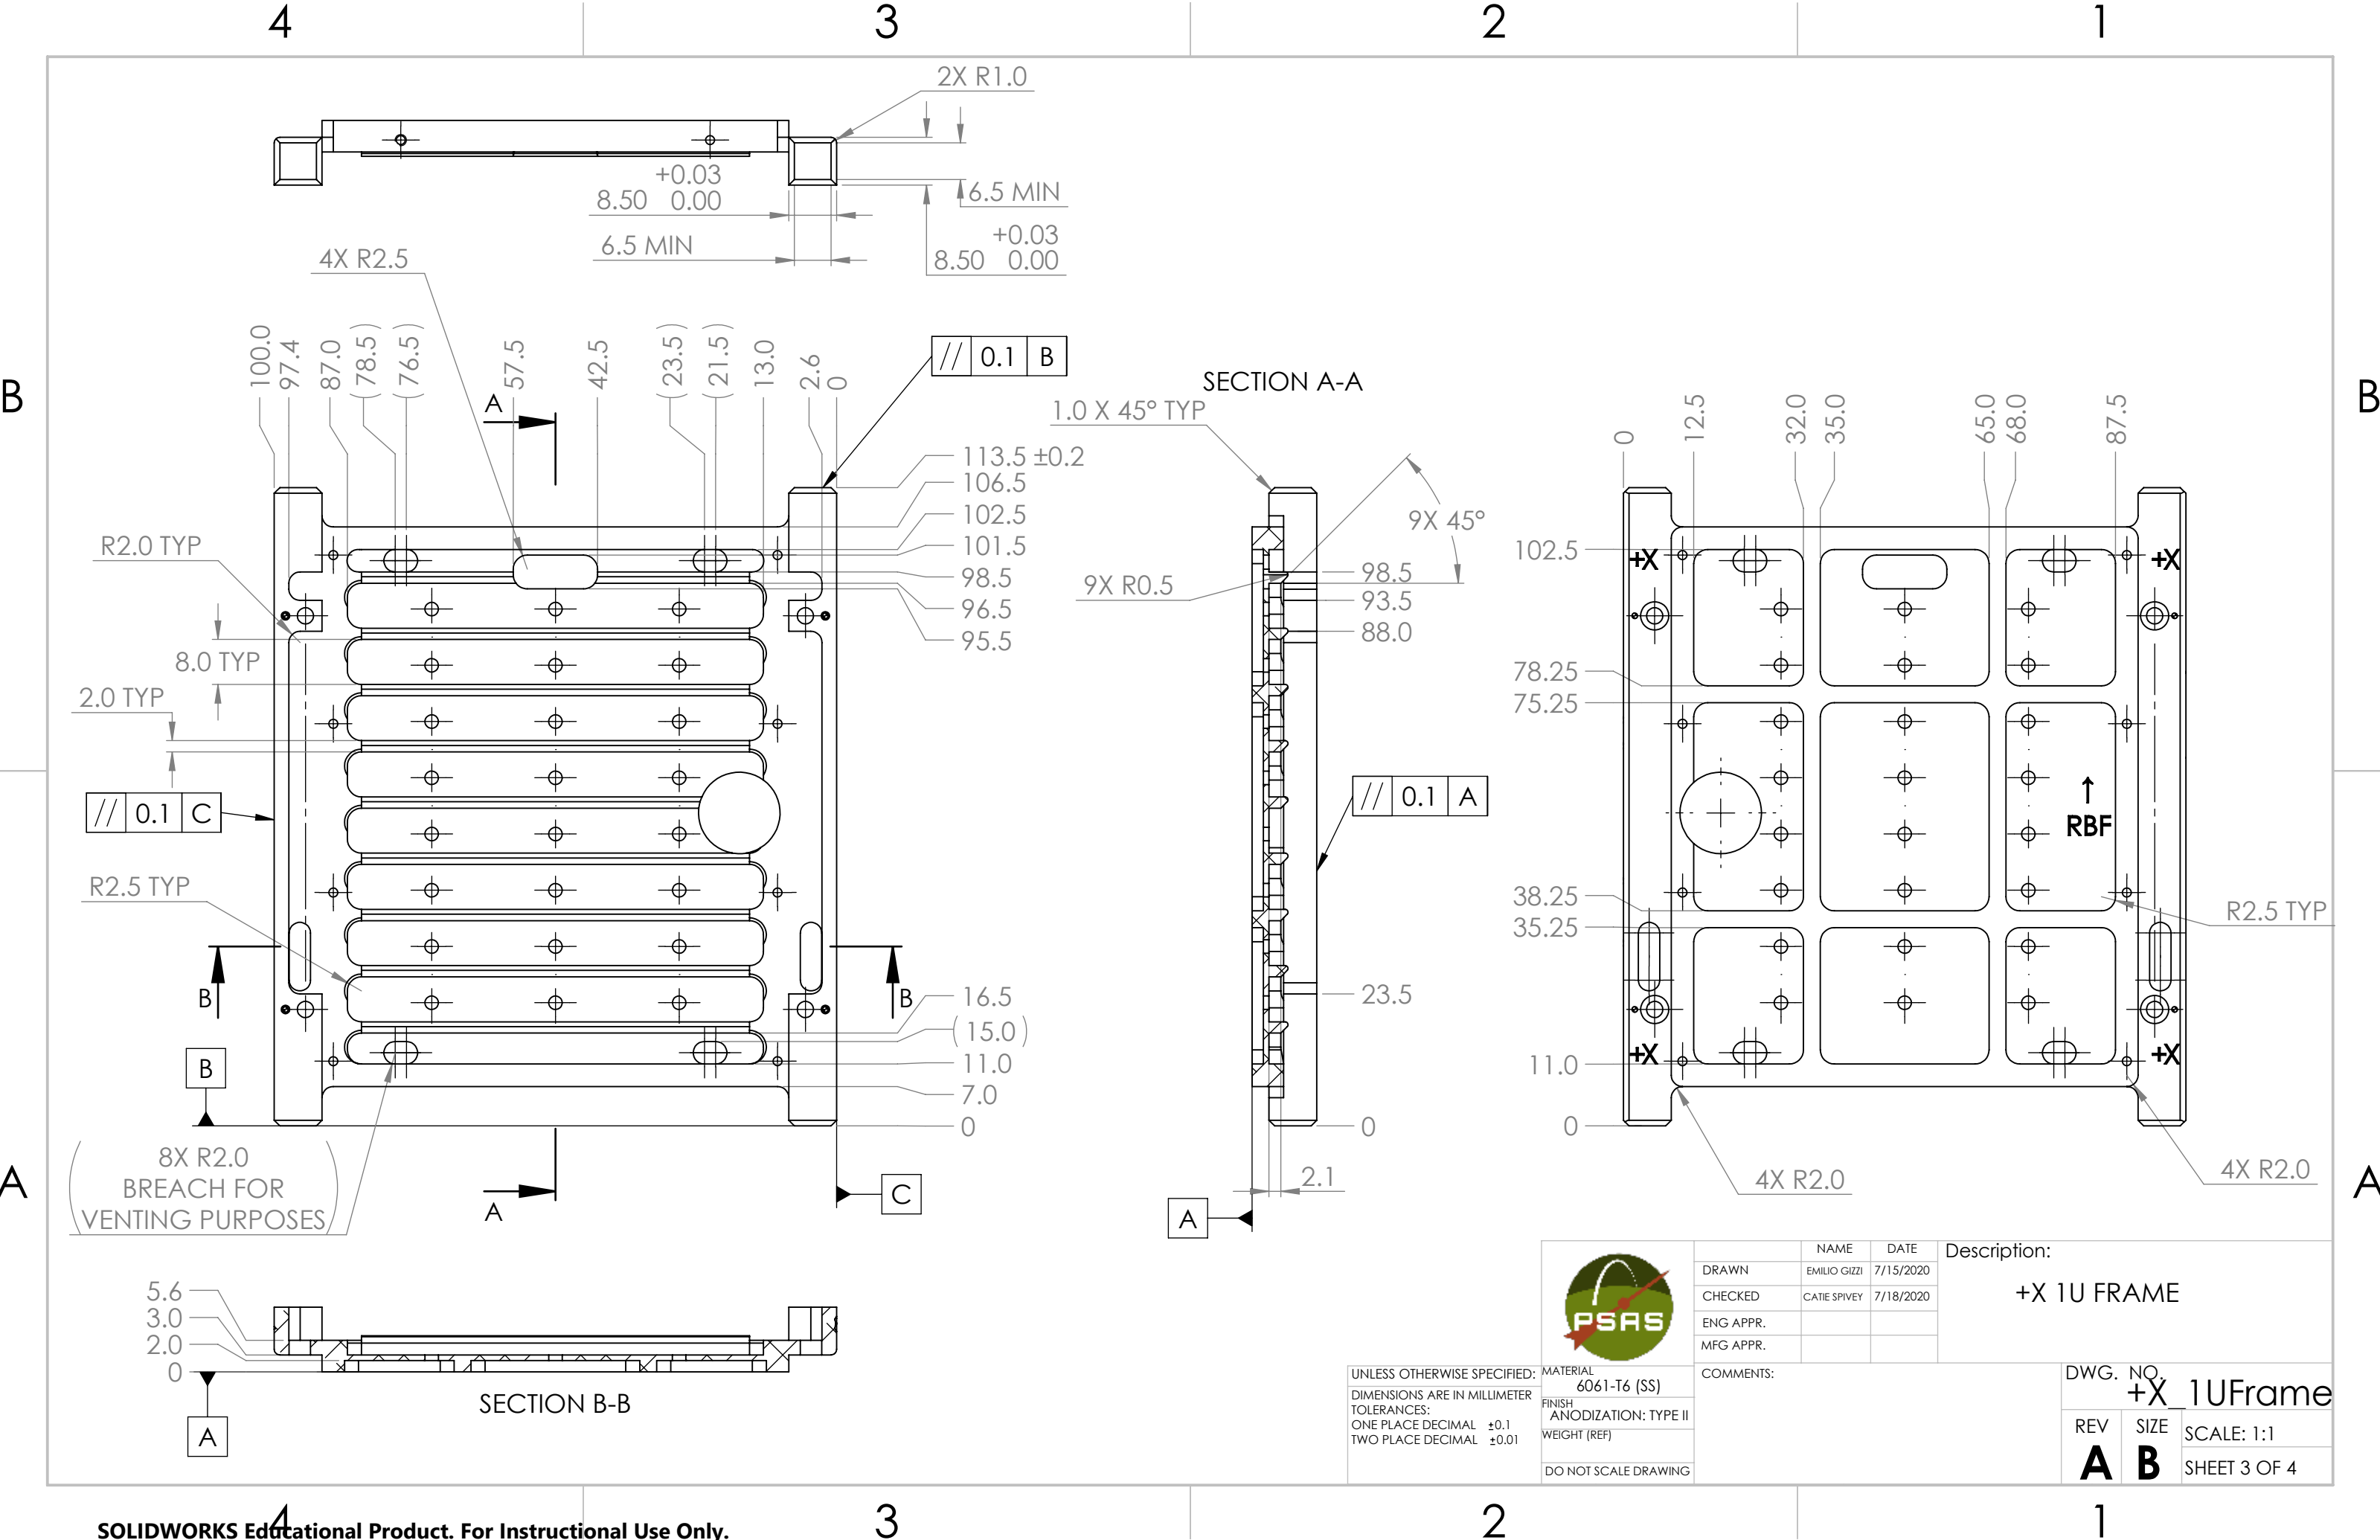 4
3
2
1
B
B
A
A
2X R1.0
+0.03
8.50 0.00
6.5 MIN
6.5 MIN
+0.03
8.50 0.00
4X R2.5
100.0
97.4
87.0
(78.5)
(76.5)
57.5
42.5
(23.5)
(21.5)
13.0
2.6
0
// 0.1 B
A
113.5 ±0.2
106.5
102.5
101.5
98.5
96.5
95.5
R2.0 TYP
8.0 TYP
2.0 TYP
// 0.1 C
R2.5 TYP
B
B
16.5
(15.0)
11.0
7.0
0
B
8X R2.0
BREACH FOR
VENTING PURPOSES
A
C
SECTION A-A
1.0 X 45° TYP
9X 45°
9X R0.5
98.5
93.5
88.0
// 0.1 A
23.5
0
2.1
A
0
12.5
32.0
35.0
65.0
68.0
87.5
102.5
78.25
75.25
38.25
35.25
11.0
0
+X
+X
↑
RBF
+X
+X
R2.5 TYP
4X R2.0
4X R2.0
5.6
3.0
2.0
0
A
SECTION B-B
PSAS
NAME DATE
DRAWN EMILIO GIZZI 7/15/2020
CHECKED CATIE SPIVEY 7/18/2020
ENG APPR.
MFG APPR.
COMMENTS:
Description:
+X 1U FRAME
UNLESS OTHERWISE SPECIFIED:
DIMENSIONS ARE IN MILLIMETER
TOLERANCES:
ONE PLACE DECIMAL ±0.1
TWO PLACE DECIMAL ±0.01
MATERIAL
6061-T6 (SS)
FINISH
ANODIZATION: TYPE II
WEIGHT (REF)
DO NOT SCALE DRAWING
DWG. NO.
+X_1UFrame
REV
A
SIZE
B
SCALE: 1:1
SHEET 3 OF 4
4
3
2
1
SOLIDWORKS Educational Product. For Instructional Use Only.